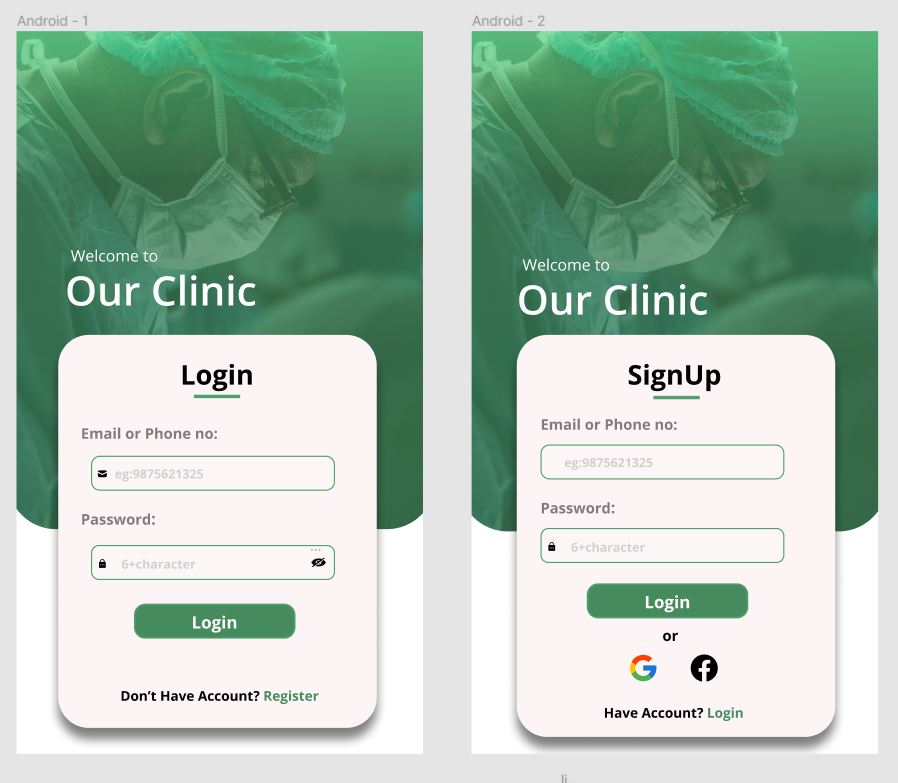 Android - 1
Welcome to
Our Clinic
Login
Email or Phone no:
eg:9875621325
Password:
...
6+character
Login
Don't Have Account? Register
Android - 2
Welcome to
Our Clinic
SignUp
Email or Phone no:
eg:9875621325
Password:
6+character
Login
or
Have Account? Login